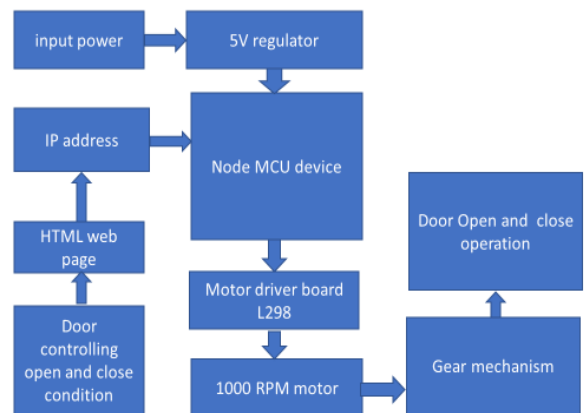 input power
5V regulator
IP address
Node MCU device
Door Open and  close
operation
HTML web
page
Motor driver board
L298
Door
controlling
open and close
condition
1000 RPM motor
Gear mechanism